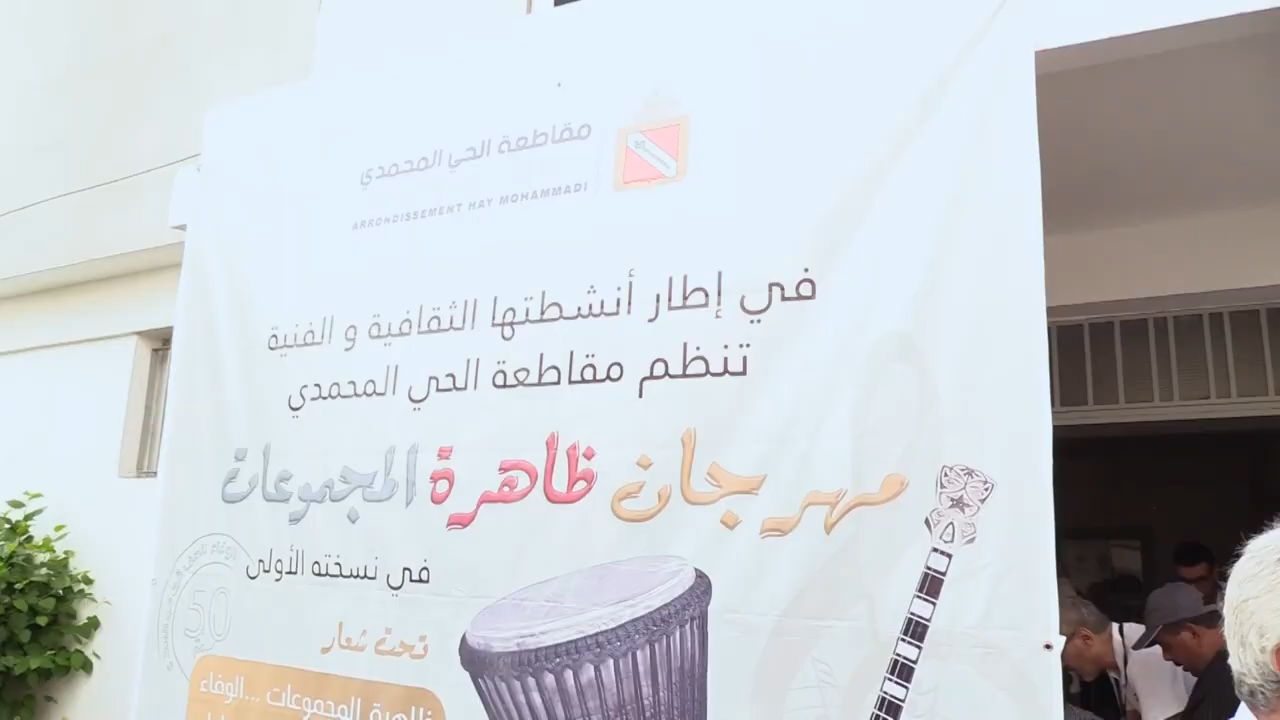 مقاطعة الحي المحمدي
ARRONDISSEMENT HAY MOHAMMADI
في إطار أنشطتها الثقافية و الفنية
تنظم مقاطعة الحي المحمدي
مهرجان ظاهرة المجموعات
في نسخته الأولى
50
تحت شعار
ظاهرة المجموعات ...الوفاء